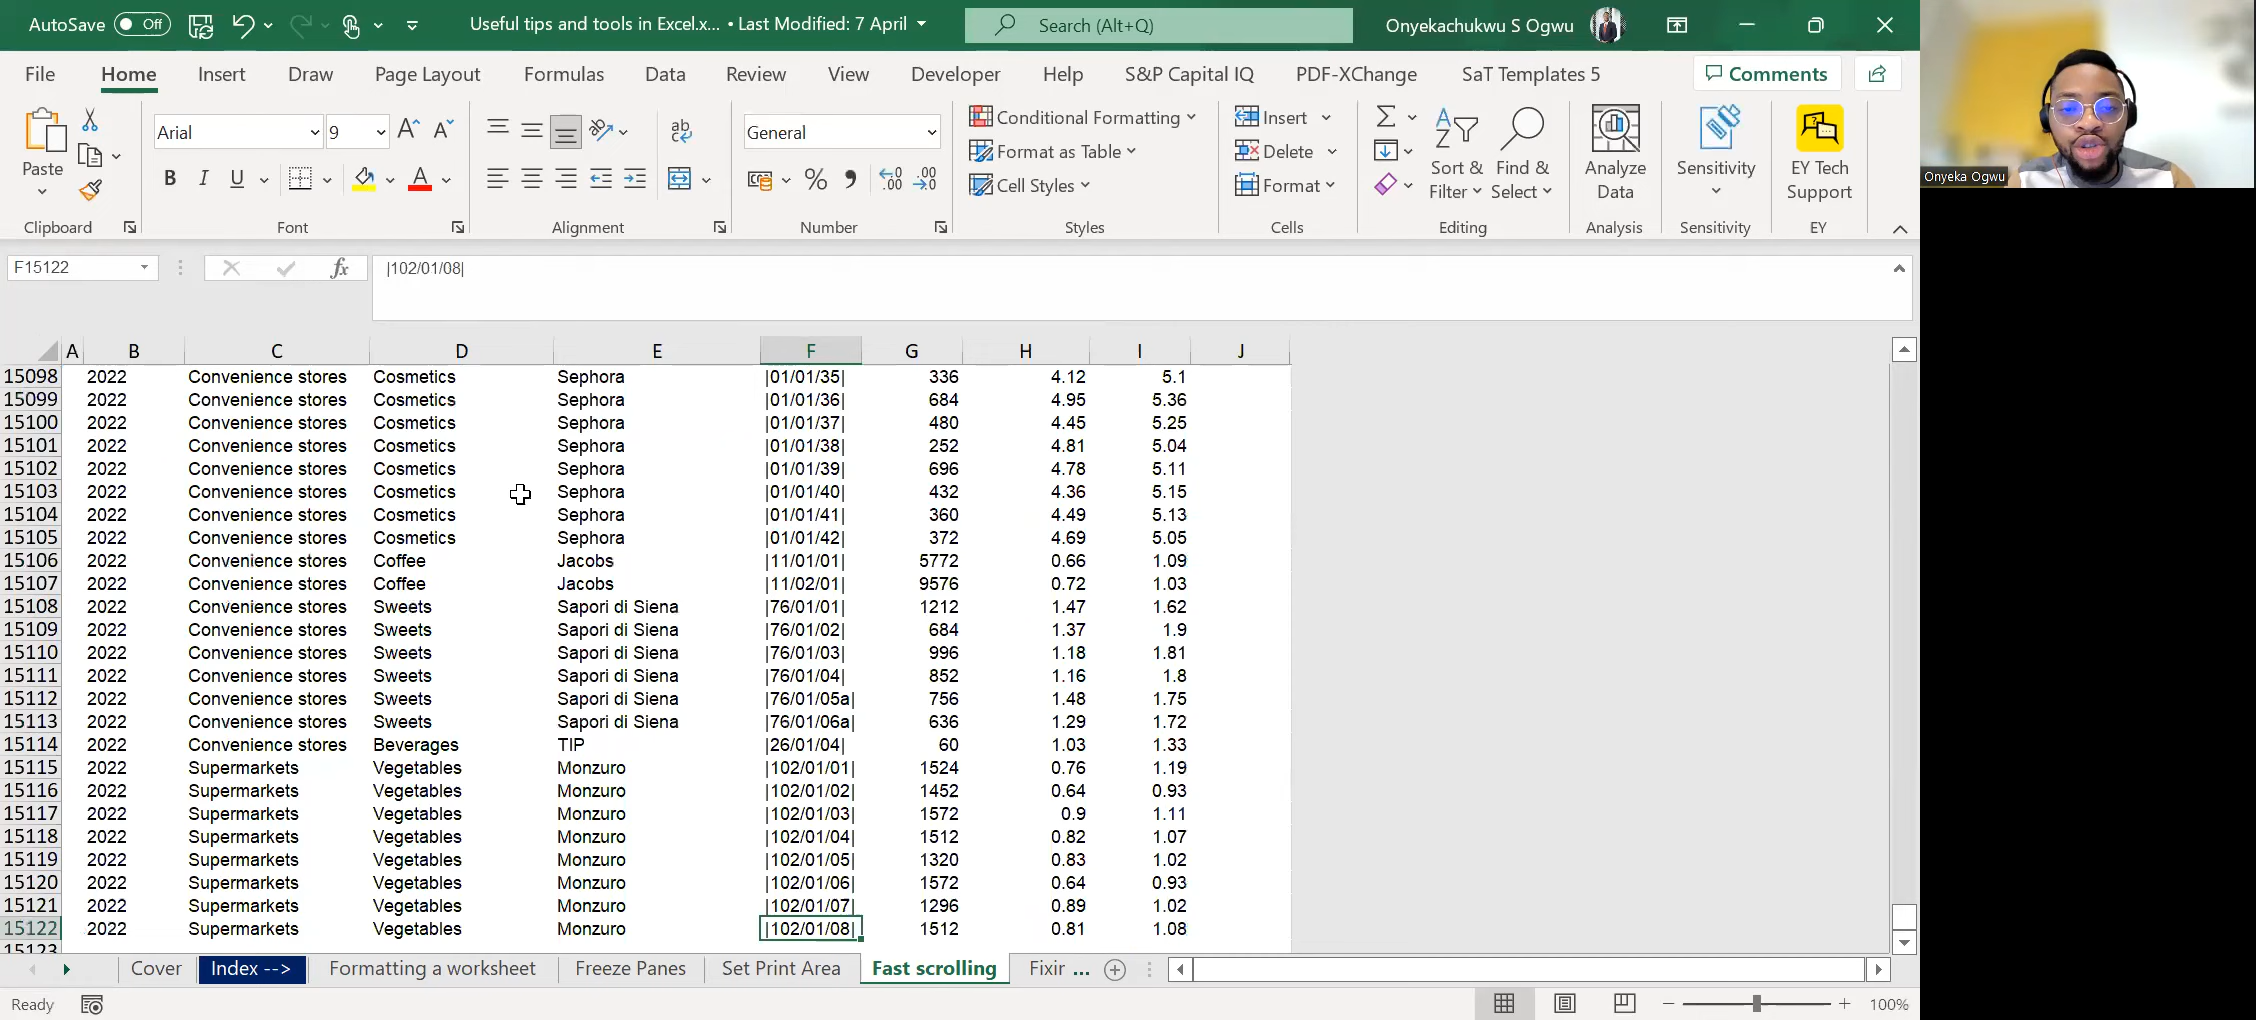 AutoSave Off Useful tips and tools in Excel.x... • Last Modified: 7 April Search (Alt+Q) Onyekachukwu S Ogwu
File Home Insert Draw Page Layout Formulas Data Review View Developer Help S&P Capital IQ PDF-XChange SaT Templates 5 Comments
Arial 9 General Conditional Formatting Insert
Format as Table Delete
Cell Styles Format
Paste Sort & Filter Find & Select Analyze Data Sensitivity EY Tech Support
Clipboard Font Alignment Number Styles Cells Editing Analysis Sensitivity EY
Onyeka Ogwu
F15122 fx |102/01/08|
A B C D E F G H I J
15098 2022 Convenience stores Cosmetics Sephora |01/01/35| 336 4.12 5.1
15099 2022 Convenience stores Cosmetics Sephora |01/01/36| 684 4.95 5.36
15100 2022 Convenience stores Cosmetics Sephora |01/01/37| 480 4.45 5.25
15101 2022 Convenience stores Cosmetics Sephora |01/01/38| 252 4.81 5.04
15102 2022 Convenience stores Cosmetics Sephora |01/01/39| 696 4.78 5.11
15103 2022 Convenience stores Cosmetics Sephora |01/01/40| 432 4.36 5.15
15104 2022 Convenience stores Cosmetics Sephora |01/01/41| 360 4.49 5.13
15105 2022 Convenience stores Cosmetics Sephora |01/01/42| 372 4.69 5.05
15106 2022 Convenience stores Coffee Jacobs |11/01/01| 5772 0.66 1.09
15107 2022 Convenience stores Coffee Jacobs |11/02/01| 9576 0.72 1.03
15108 2022 Convenience stores Sweets Sapori di Siena |76/01/01| 1212 1.47 1.62
15109 2022 Convenience stores Sweets Sapori di Siena |76/01/02| 684 1.37 1.9
15110 2022 Convenience stores Sweets Sapori di Siena |76/01/03| 996 1.18 1.81
15111 2022 Convenience stores Sweets Sapori di Siena |76/01/04| 852 1.16 1.8
15112 2022 Convenience stores Sweets Sapori di Siena |76/01/05a| 756 1.48 1.75
15113 2022 Convenience stores Sweets Sapori di Siena |76/01/06a| 636 1.29 1.72
15114 2022 Convenience stores Beverages TIP |26/01/04| 60 1.03 1.33
15115 2022 Supermarkets Vegetables Monzuro |102/01/01| 1524 0.76 1.19
15116 2022 Supermarkets Vegetables Monzuro |102/01/02| 1452 0.64 0.93
15117 2022 Supermarkets Vegetables Monzuro |102/01/03| 1572 0.9 1.11
15118 2022 Supermarkets Vegetables Monzuro |102/01/04| 1512 0.82 1.07
15119 2022 Supermarkets Vegetables Monzuro |102/01/05| 1320 0.83 1.02
15120 2022 Supermarkets Vegetables Monzuro |102/01/06| 1572 0.64 0.93
15121 2022 Supermarkets Vegetables Monzuro |102/01/07| 1296 0.89 1.02
15122 2022 Supermarkets Vegetables Monzuro |102/01/08| 1512 0.81 1.08
15123
Cover Index --> Formatting a worksheet Freeze Panes Set Print Area Fast scrolling Fixir ...
Ready 100%